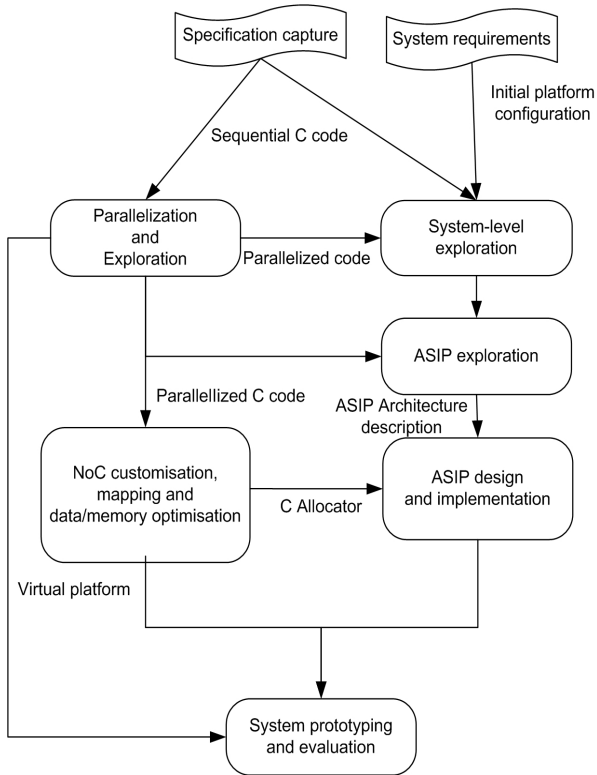 Specification capture
System requirements
Initial platform
configuration
Sequential C code
Parallelization
and
Exploration
Parallelized code
System-level
exploration
ASIP exploration
Parallellized C code
ASIP Architecture
description
NoC customisation,
mapping and
data/memory optimisation
C Allocator
ASIP design
and implementation
Virtual platform
System prototyping
and evaluation